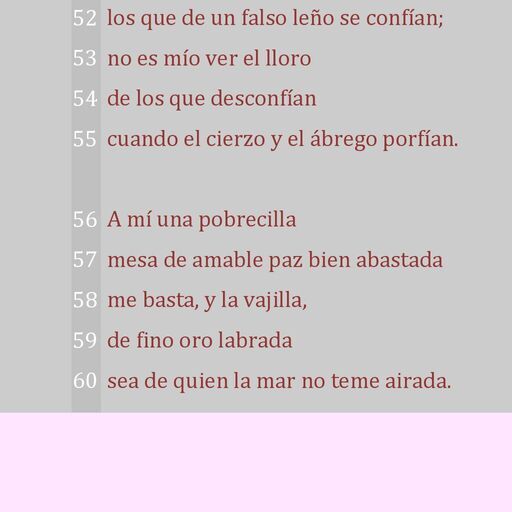 52 los que de un falso leño se confían;
53 no es mío ver el lloro
54 de los que desconfían
55 cuando el cierzo y el ábrego porfían.
56 A mí una pobrecilla
57 mesa de amable paz bien abastada
58 me basta, y la vajilla,
59 de fino oro labrada
60 sea de quien la mar no teme airada.